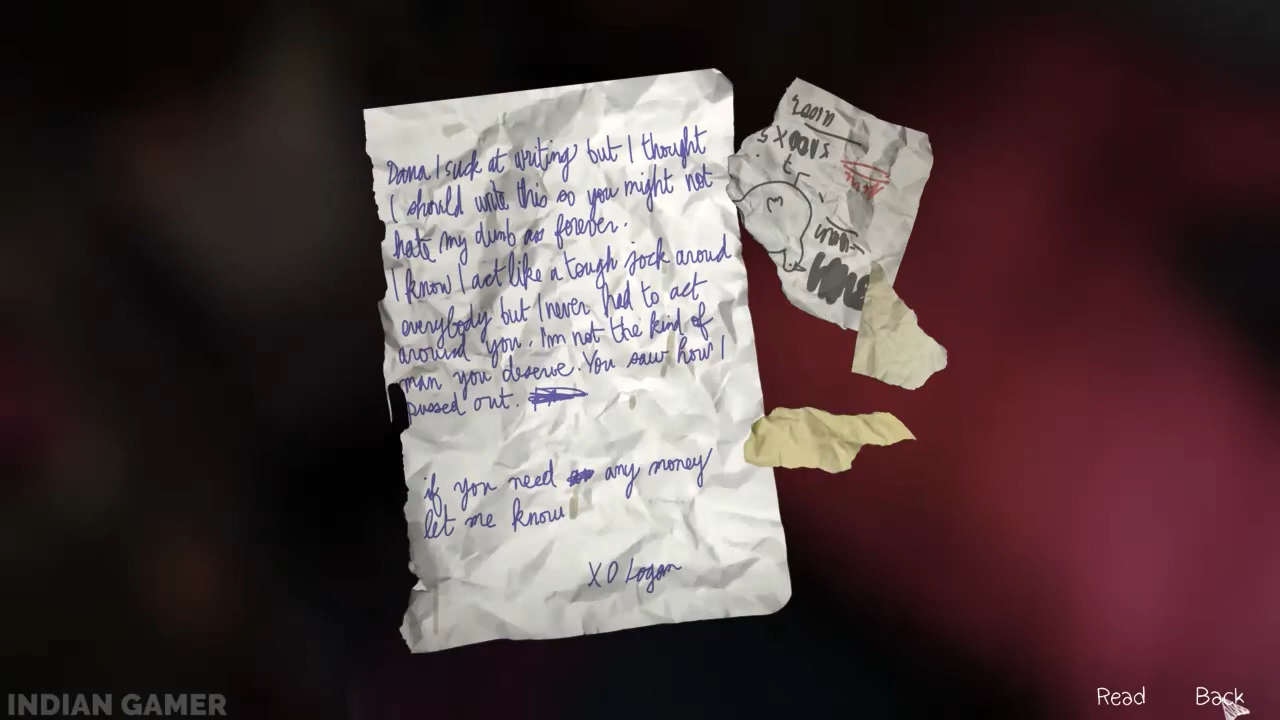 Dana I suck at writing but I thought
I should write this so you might not
hate my dumb ass forever.
I know I act like a tough jock around
everybody but I never had to act
around you. I'm not the kind of
man you deserve. You saw how I
pussed out.
if you need any money
let me know
XO Logan
Read
Back
INDIAN GAMER